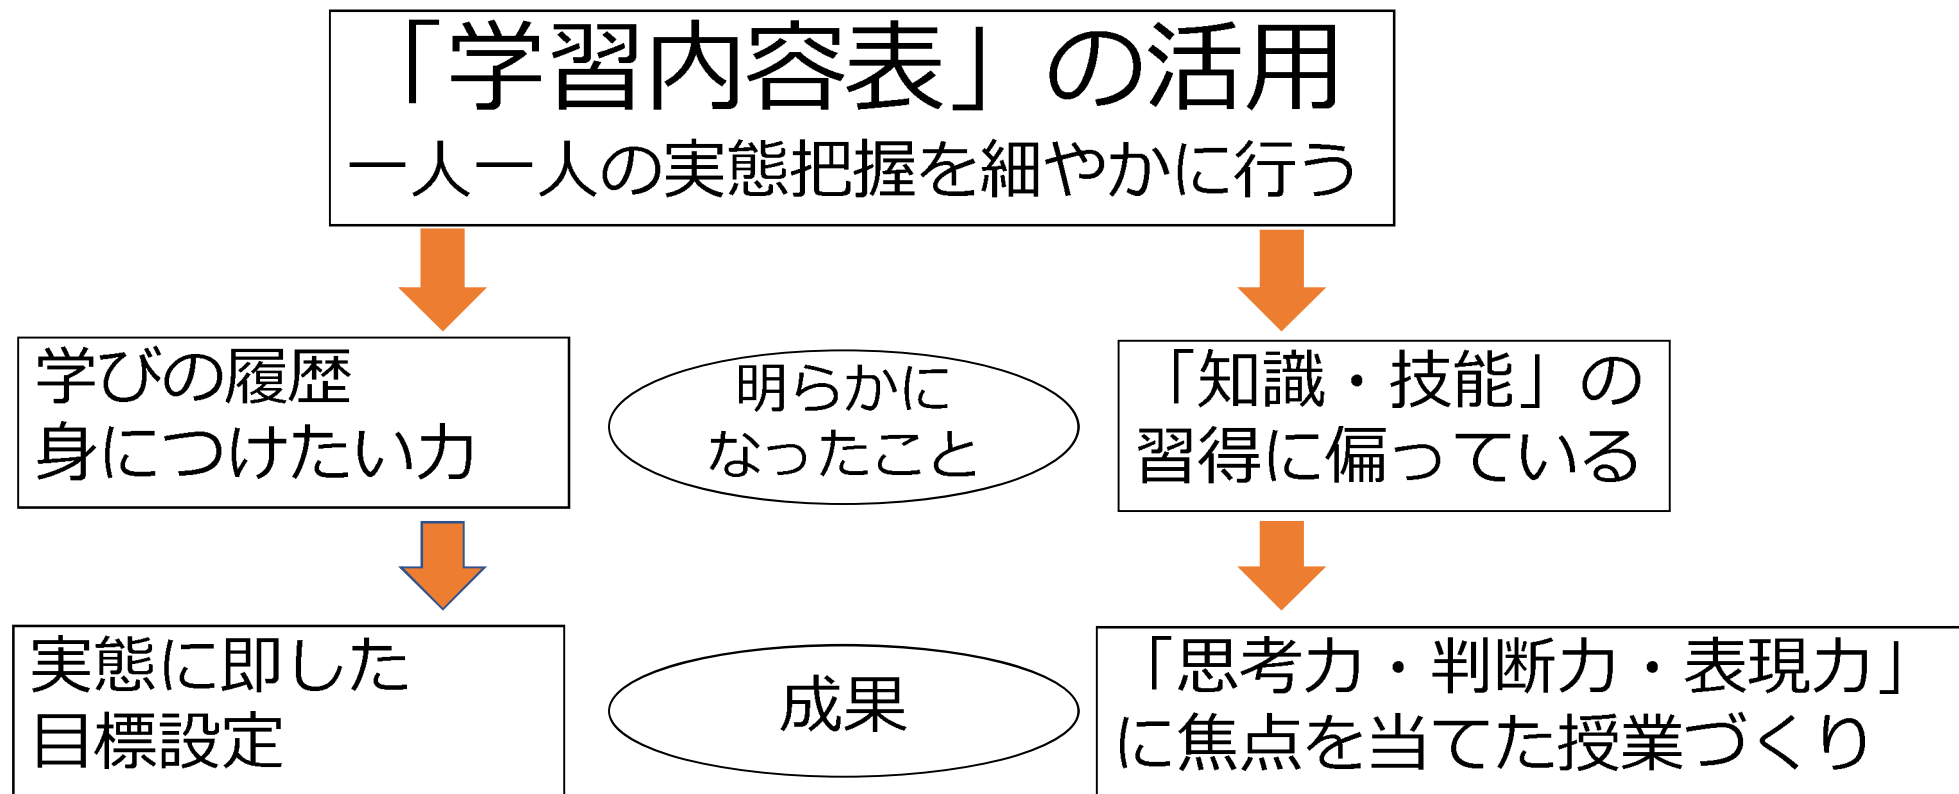 「学習内容表」の活用
一人一人の実態把握を細やかに行う
学びの履歴
身につけたい力
明らかに
なったこと
「知識・技能」の
習得に偏っている
実態に即した
目標設定
成果
「思考力・判断力・表現力」
に焦点を当てた授業づくり